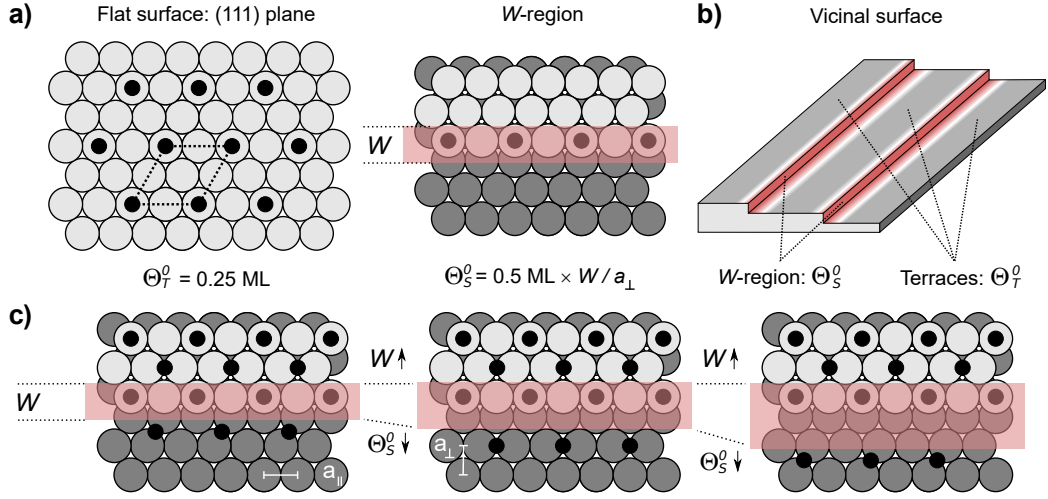 a)
Flat surface: (111) plane
W-region
b)
Vicinal surface
W
Θ_T^0 = 0.25 ML
Θ_S^0 = 0.5 ML × W / a_⊥
W-region: Θ_S^0
Terraces: Θ_T^0
c)
W ↑
W ↑
W
Θ_S^0 ↓
a_⊥
Θ_S^0 ↓
a_||